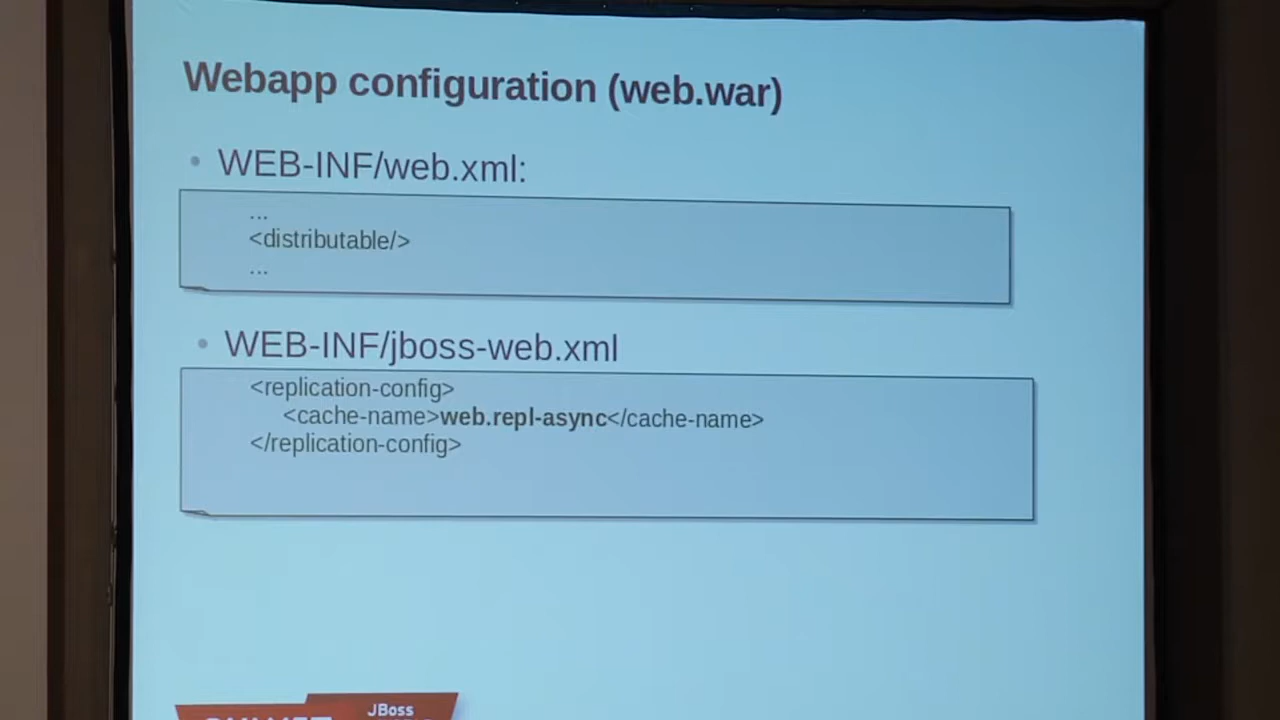 Webapp configuration (web.war)
• WEB-INF/web.xml:
...
<distributable/>
...
• WEB-INF/jboss-web.xml
<replication-config>
<cache-name>web.repl-async</cache-name>
</replication-config>
JBoss